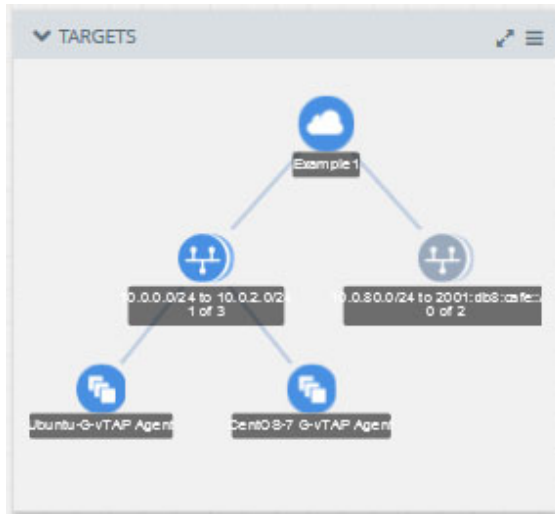 TARGETS
Example1
10.0.0.0/24 to 10.0.2.0/24
1 of 3
10.0.80.0/24 to 2001:db8:cafe::
0 of 2
Ubuntu-G-vTAP Agent
CentOS-7 G-vTAP Agent